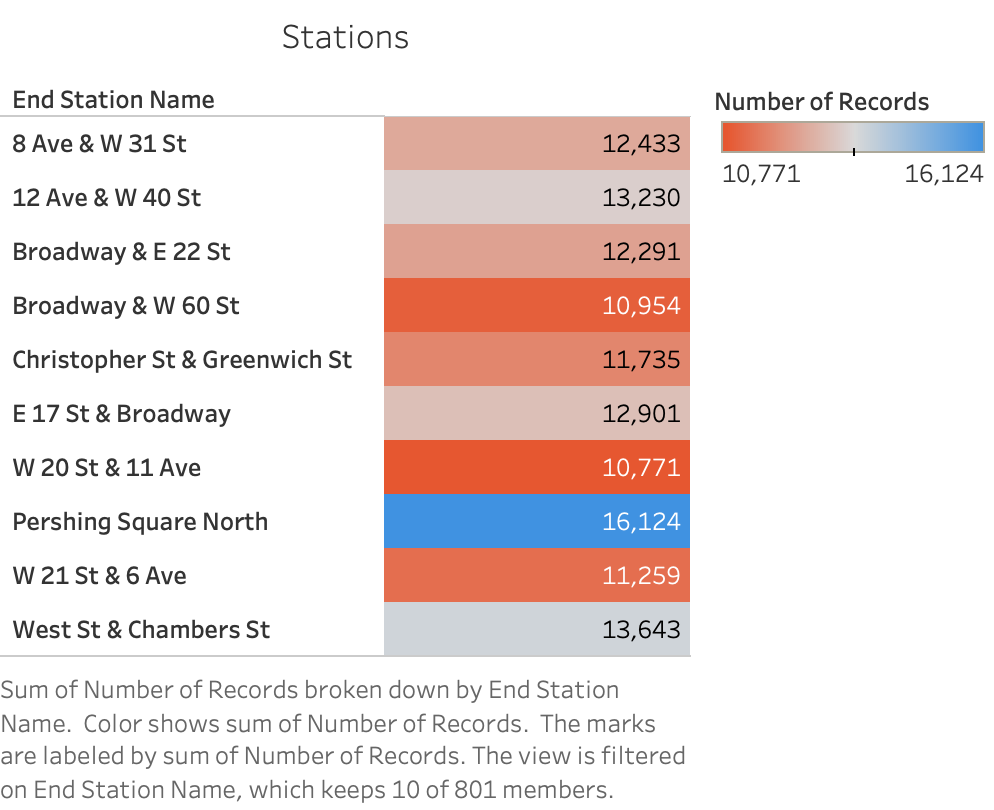 Stations
End Station Name
8 Ave & W 31 St 12,433
12 Ave & W 40 St 13,230
Broadway & E 22 St 12,291
Broadway & W 60 St 10,954
Christopher St & Greenwich St 11,735
E 17 St & Broadway 12,901
W 20 St & 11 Ave 10,771
Pershing Square North 16,124
W 21 St & 6 Ave 11,259
West St & Chambers St 13,643
Number of Records
10,771 16,124
Sum of Number of Records broken down by End Station
Name.  Color shows sum of Number of Records.  The marks
are labeled by sum of Number of Records. The view is filtered
on End Station Name, which keeps 10 of 801 members.